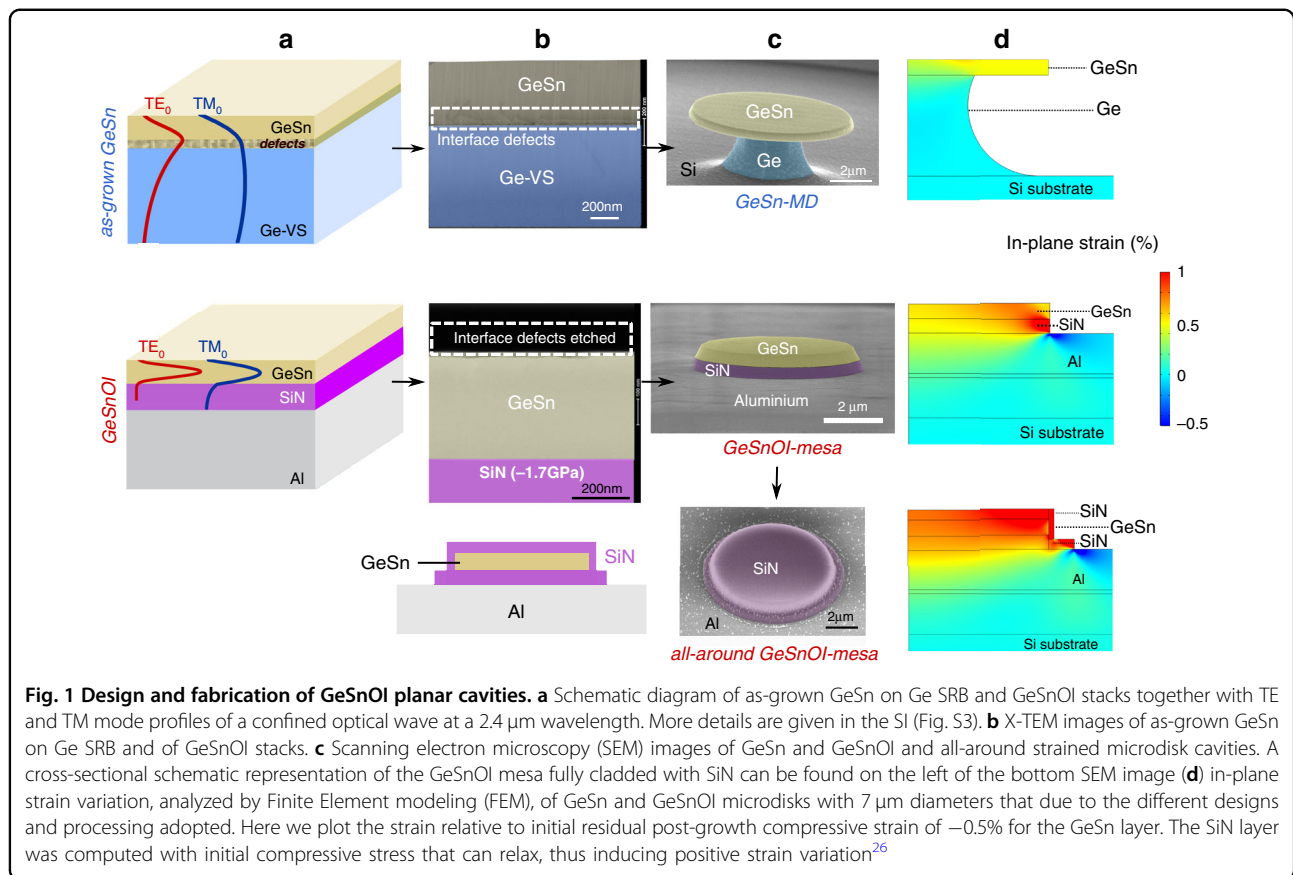 a
b
c
d
as-grown GeSn
TE0
TM0
GeSn
defects
Ge-VS
GeSn
Interface defects
Ge-VS
200nm
200 nm
GeSn
Ge
Si
2μm
GeSn-MD
GeSn
Ge
Si substrate
In-plane strain (%)
1
0.5
0
−0.5
GeSnOI
TE0
TM0
GeSn
SiN
Al
Interface defects etched
GeSn
SiN (−1.7GPa)
200nm
GeSn
SiN
Aluminium
2 μm
GeSnOI-mesa
GeSn
SiN
Al
Si substrate
GeSn
SiN
Al
SiN
Al
2μm
all-around GeSnOI-mesa
SiN
GeSn
SiN
Al
Si substrate
Fig. 1 Design and fabrication of GeSnOI planar cavities. a Schematic diagram of as-grown GeSn on Ge SRB and GeSnOI stacks together with TE
and TM mode profiles of a confined optical wave at a 2.4 μm wavelength. More details are given in the SI (Fig. S3). b X-TEM images of as-grown GeSn
on Ge SRB and of GeSnOI stacks. c Scanning electron microscopy (SEM) images of GeSn and GeSnOI and all-around strained microdisk cavities. A
cross-sectional schematic representation of the GeSnOI mesa fully cladded with SiN can be found on the left of the bottom SEM image (d) in-plane
strain variation, analyzed by Finite Element modeling (FEM), of GeSn and GeSnOI microdisks with 7 μm diameters that due to the different designs
and processing adopted. Here we plot the strain relative to initial residual post-growth compressive strain of −0.5% for the GeSn layer. The SiN layer
was computed with initial compressive stress that can relax, thus inducing positive strain variation26